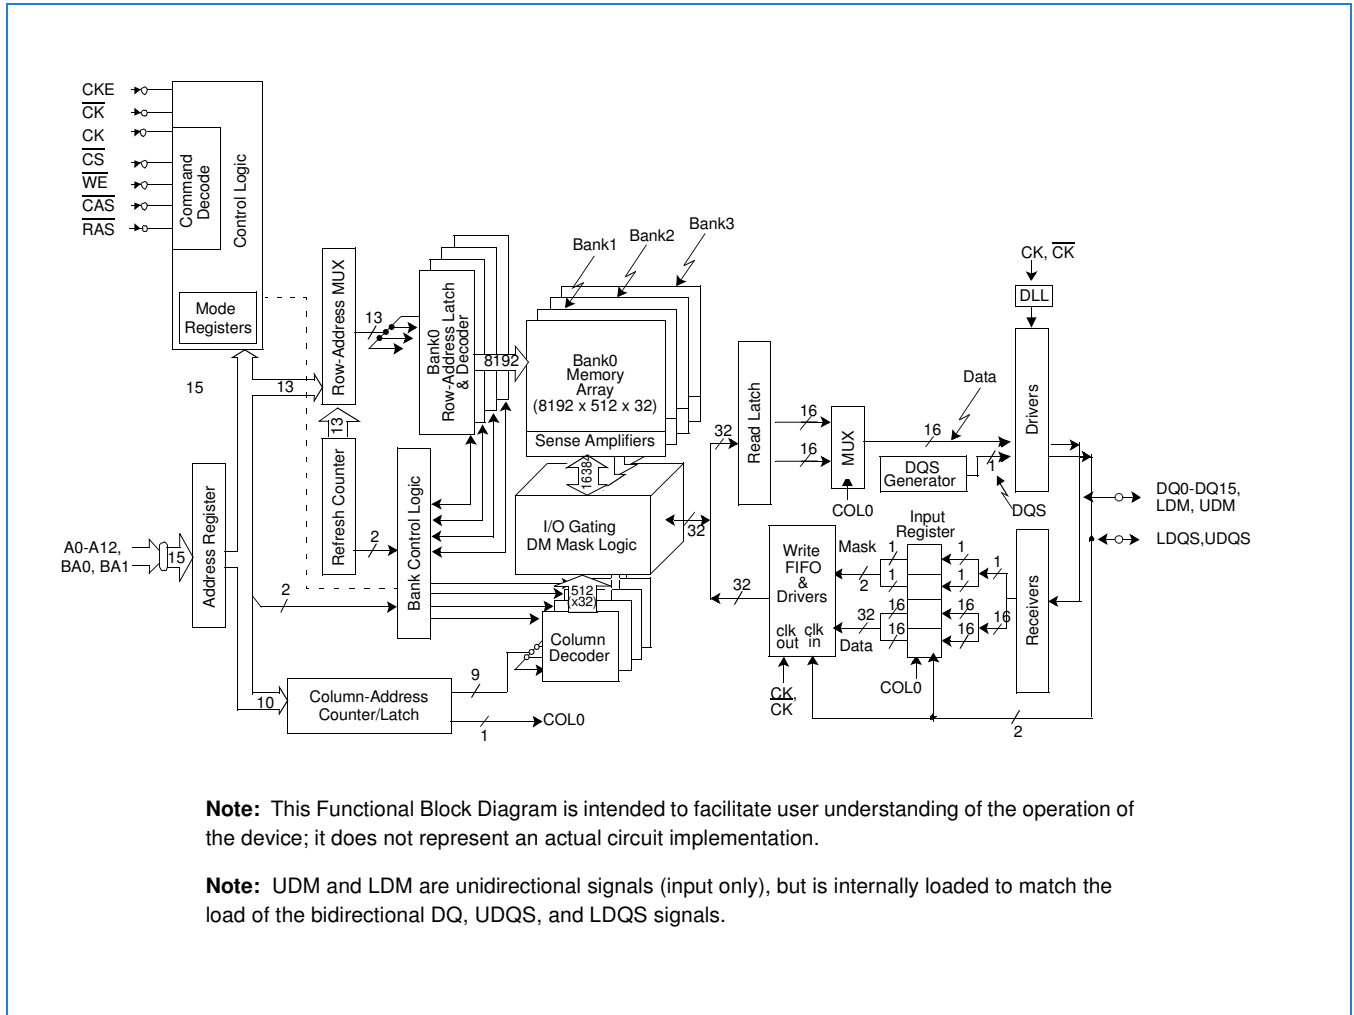 CKE
CK
CK
CS
WE
CAS
RAS
Command
Decode
Control Logic
Mode
Registers
15
13
Row-Address MUX
13
Refresh Counter
13
Bank0
Row-Address Latch
& Decoder
8192
Bank1
Bank2
Bank3
Bank0
Memory
Array
(8192 x 512 x 32)
Sense Amplifiers
16384
I/O Gating
DM Mask Logic
A0-A12,
BA0, BA1
15
Address Register
2
2
Bank Control Logic
512
(x32)
Column
Decoder
10
Column-Address
Counter/Latch
9
1
COL0
32
32
32
Read Latch
16
16
MUX
COL0
16
Data
DQS
Generator
1
DQS
CK, CK
DLL
Drivers
DQ0-DQ15,
LDM, UDM
LDQS,UDQS
Input
Register
Write
FIFO
&
Drivers
clk
out
clk
in
Mask
2
32
Data
1
1
16
16
1
1
16
16
1
16
Receivers
CK,
CK
COL0
2
Note: This Functional Block Diagram is intended to facilitate user understanding of the operation of
the device; it does not represent an actual circuit implementation.
Note: UDM and LDM are unidirectional signals (input only), but is internally loaded to match the
load of the bidirectional DQ, UDQS, and LDQS signals.